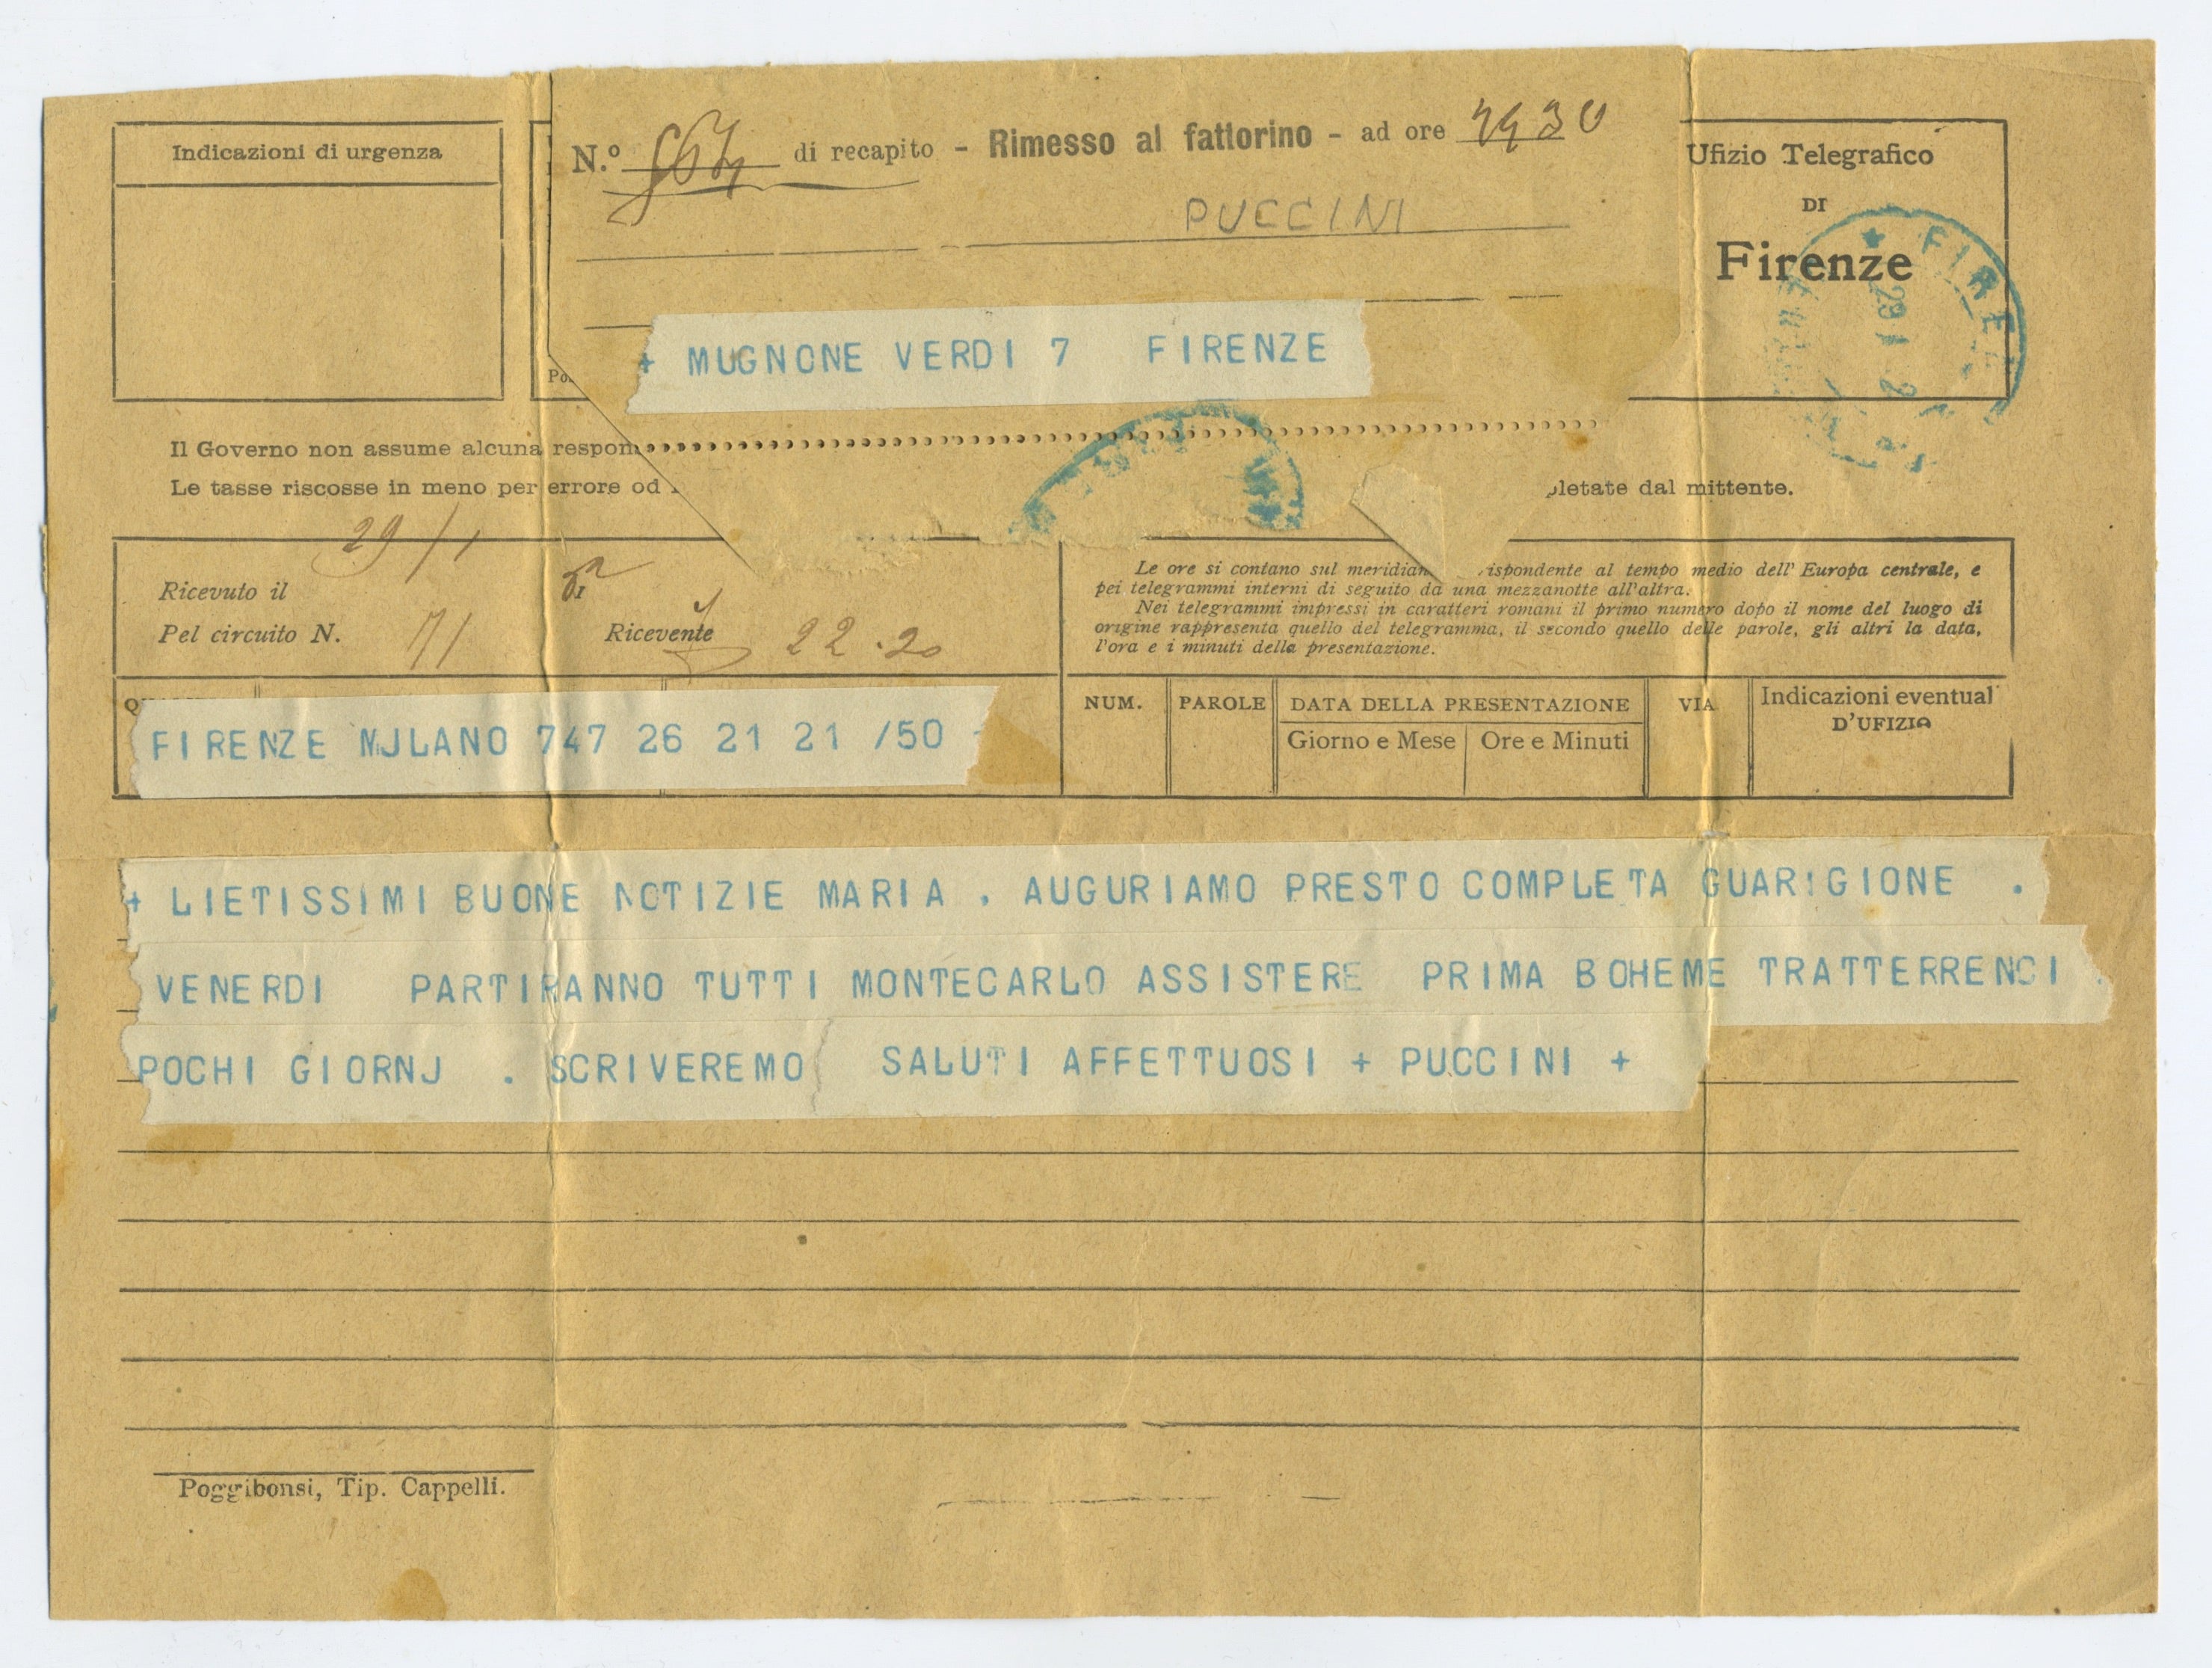 Indicazioni di urgenza
N.º di recapito - Rimesso al fattorino - ad ore
PUCCINI
Ufizio Telegrafico
DI
Firenze
FIRENZE
+ MUGNONE VERDI 7 FIRENZE
Il Governo non assume alcuna respon
Le tasse riscosse in meno per errore od
pletate dal mittente.
29/1
Ricevuto il
Pel circuito N. 71 Ricevente 22.20
Le ore si contano sul meridian ispondente al tempo medio dell' Europa centrale, e
pei telegrammi interni di seguito da una mezzanotte all'altra.
Nei telegrammi impressi in caratteri romani il primo numero dopo il nome del luogo di
origine rappresenta quello del telegramma, il secondo quello delle parole, gli altri la data,
l'ora e i minuti della presentazione.
FIRENZE MJLANO 747 26 21 21 /50
NUM. PAROLE DATA DELLA PRESENTAZIONE VIA Indicazioni eventual
D'UFIZIO
Giorno e Mese Ore e Minuti
+ LIETISSIMI BUONE NOTIZIE MARIA . AUGURIAMO PRESTO COMPLETA GUARIGIONE .
VENERDI PARTIRANNO TUTTI MONTECARLO ASSISTERE PRIMA BOHEME TRATTERRENCI
POCHI GIORNJ . SCRIVEREMO SALUTI AFFETTUOSI + PUCCINI +
Poggibonsi, Tip. Cappelli.